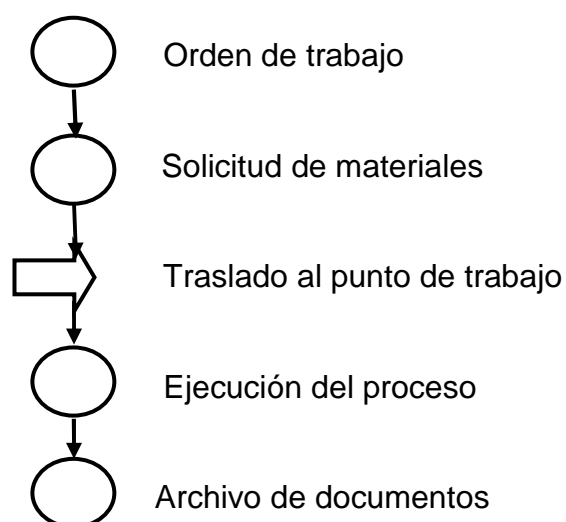 Orden de trabajo
Solicitud de materiales
Traslado al punto de trabajo
Ejecución del proceso
Archivo de documentos